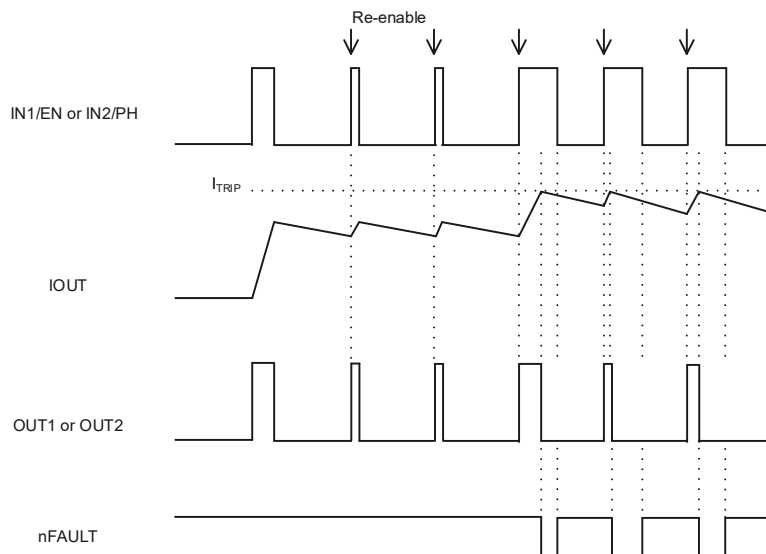 Re-enable
IN1/EN or IN2/PH
ITRIP
IOUT
OUT1 or OUT2
nFAULT